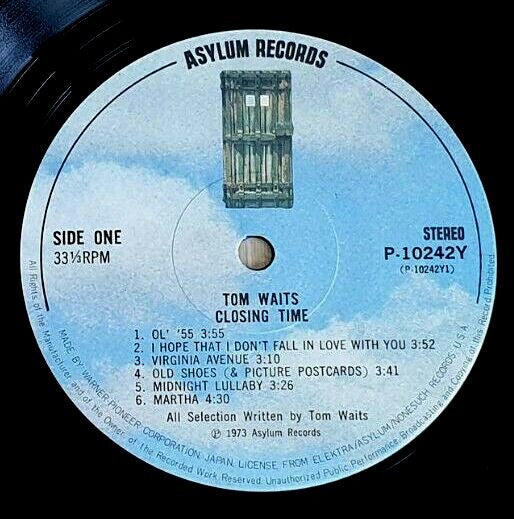 ASYLUM RECORDS
SIDE ONE
33⅓RPM
STEREO
P-10242Y
(P-10242Y1)
TOM WAITS
CLOSING TIME
1. OL' '55 3:55
2. I HOPE THAT I DON'T FALL IN LOVE WITH YOU 3:52
3. VIRGINIA AVENUE 3:10
4. OLD SHOES (& PICTURE POSTCARDS) 3:41
5. MIDNIGHT LULLABY 3:26
6. MARTHA 4:30
All Selection Written by Tom Waits
Ⓟ 1973 Asylum Records
MADE BY WARNER-PIONEER CORPORATION, JAPAN, LICENSE FROM ELEKTRA/ASYLUM/NONESUCH RECORDS, U.S.A.
All Rights of the Manufacturer and of the Owner of the Recorded Work Reserved. Unauthorized Public Performance, Broadcasting and Copying of this Record Prohibited.